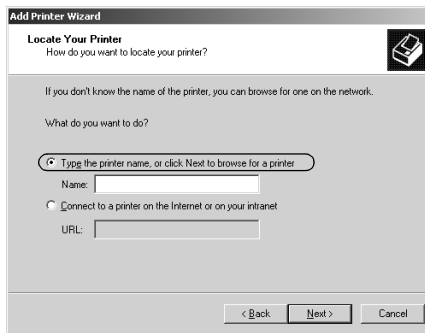 Add Printer Wizard
Locate Your Printer
How do you want to locate your printer?
If you don't know the name of the printer, you can browse for one on the network.
What do you want to do?
Type the printer name, or click Next to browse for a printer
Name:
Connect to a printer on the Internet or on your intranet
URL:
< Back
Next >
Cancel